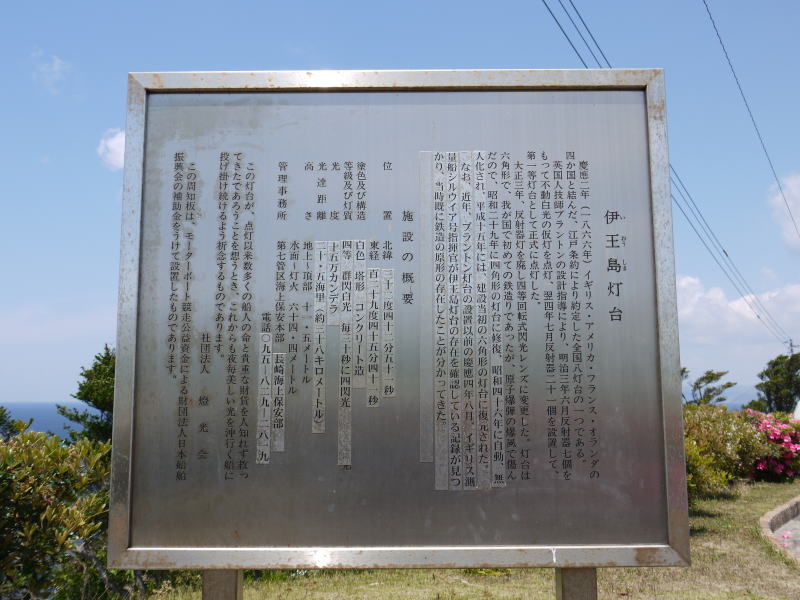 伊王島灯台
いおうしま
慶應二年(一八六六年)イギリス・アメリカ・フランス・オランダの
四か国と結んだ、江戸条約により約定した全国八灯台の一つである。
英国人技師ブラントンの設計指導により、明治三年六月反射器七個を
もって不動白光の仮灯を点灯、翌四年七月反射器二十一個を設置して、
第一等灯台として正式に点灯した。
大正三年、反射器灯を廃し四等回転式閃光レンズに変更した。灯台は
六角形で、我が国で初めての鉄造りであったが、原子爆弾の爆風で傷ん
だので、昭和二十九年に四角形の灯台に修復、昭和四十六年に自動、無
人化され、平成十五年には、建設当初の六角形の灯台に復元された。
なお、近年、ブラントン灯台の設置以前の慶應四年八月、イギリス測
量船シルウイア号指揮官が伊王島灯台の存在を確認している記録が見つ
かり、当時既に鉄造の原形の存在したことが分かってきた。
施設の概要
位置 北緯 三十二度四十二分五十一秒
東経 百二十九度四十五分四十一秒
塗色及び構造 白色 塔形 コンクリート造
等級及び灯質 四等 群閃白光 毎三十秒に四閃光
光度 十五万カンデラ
光達距離 二十・五海里(約三十八キロメートル)
高さ 地上〜頂部 十一・五メートル
水面〜灯火 六十四・四メートル
管理事務所 第七管区海上保安本部 長崎海上保安部
電話〇九五―八二九―二八一九
この灯台が、点灯以来数多くの船人の命と貴重な財貨を人知れず救っ
てきたであろうことを想うとき、これからも夜毎美しい光を沖行く船に
投げ掛け続けるよう祈念するものであります。
社団法人 燈光会
この周知板は、モーターボート競走公益資金による財団法人日本船舶
振興会の補助金をうけて設置したものであります。